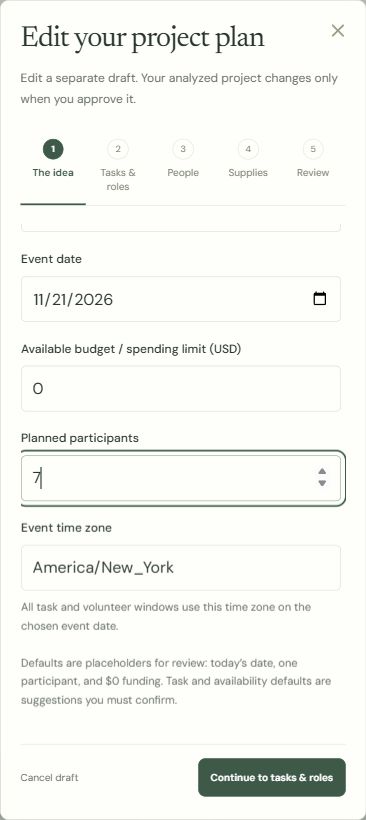 Edit your project plan
Edit a separate draft. Your analyzed project changes only
when you approve it.
1
The idea
2
Tasks &
roles
3
People
4
Supplies
5
Review
Event date
11/21/2026
Available budget / spending limit (USD)
0
Planned participants
7
Event time zone
America/New_York
All task and volunteer windows use this time zone on the
chosen event date.
Defaults are placeholders for review: today's date, one
participant, and $0 funding. Task and availability defaults are
suggestions you must confirm.
Cancel draft
Continue to tasks & roles